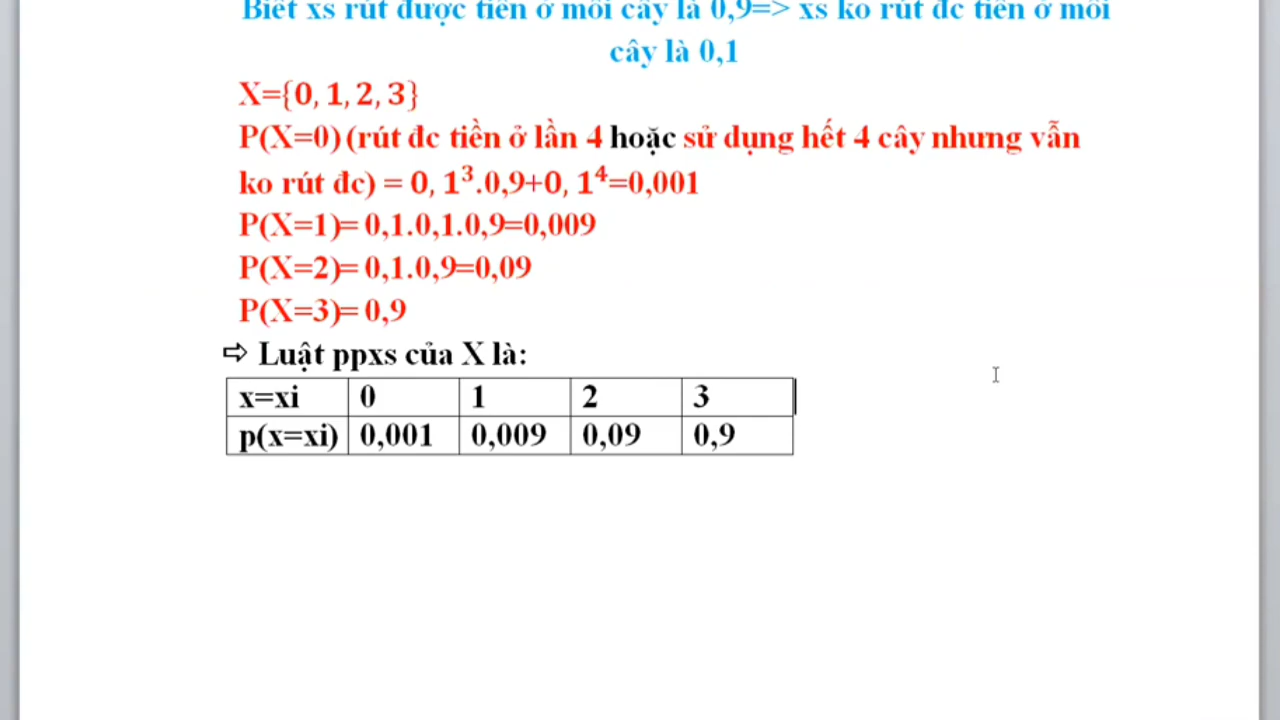 Biết xs rút được tiền ở mỗi cây là 0,9=> xs ko rút đc tiền ở mỗi
cây là 0,1
X={0, 1, 2, 3}
P(X=0) (rút đc tiền ở lần 4 hoặc sử dụng hết 4 cây nhưng vẫn
ko rút đc) = 0, 1³.0,9+0, 1⁴=0,001
P(X=1)= 0,1.0,1.0,9=0,009
P(X=2)= 0,1.0,9=0,09
P(X=3)= 0,9
⇨ Luật ppxs của X là:
x=xi 0 1 2 3
p(x=xi) 0,001 0,009 0,09 0,9